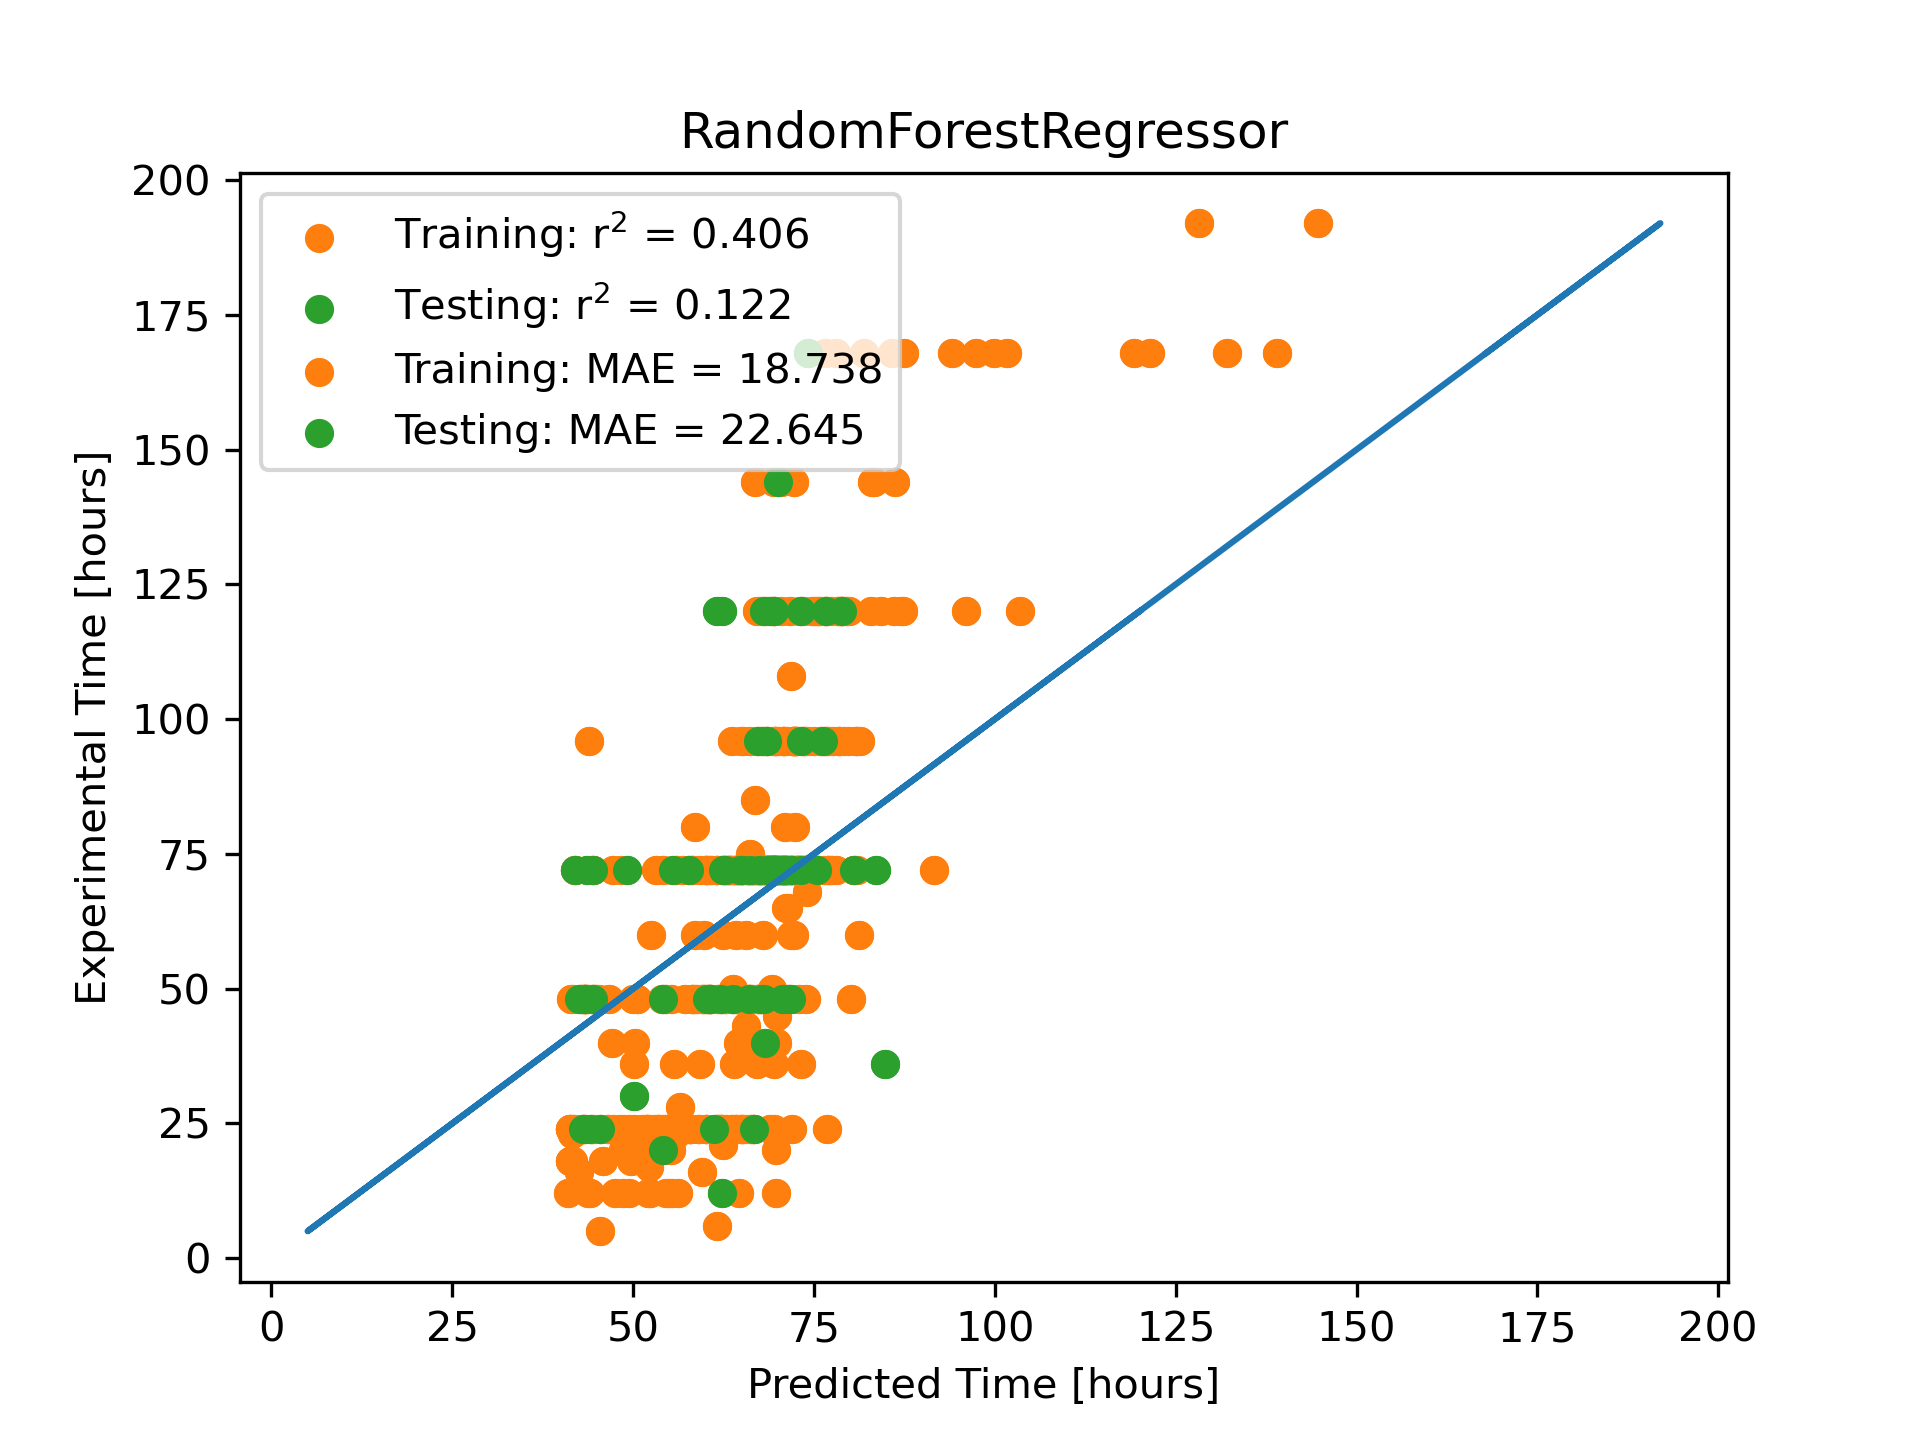 RandomForestRegressor
200
175
150
125
100
75
50
25
0
Experimental Time [hours]
Training: r² = 0.406
Testing: r² = 0.122
Training: MAE = 18.738
Testing: MAE = 22.645
0 25 50 75 100 125 150 175 200
Predicted Time [hours]